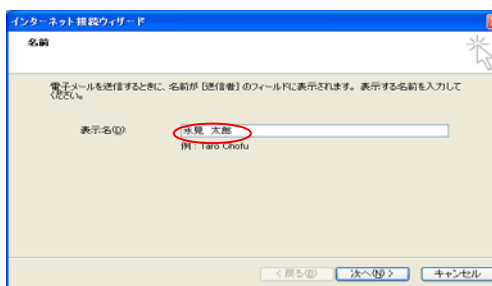 インターネット接続ウィザード
名前
電子メールを送信するときに、名前が [送信者] のフィールドに表示されます。表示する名前を入力して
ください。
表示名(D):
氷見 太郎
例 : Taro Chofu
< 戻る(B)
次へ(N) >
キャンセル